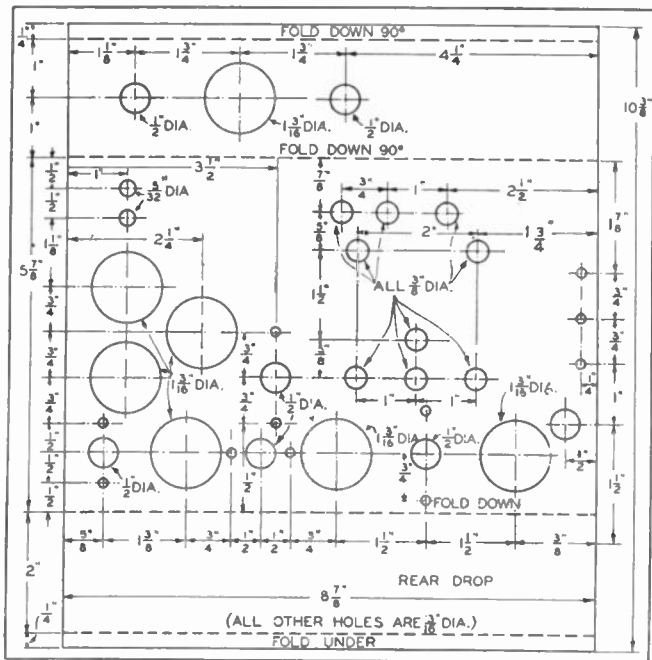 FOLD DOWN 90°
1/4"
1 1/8" 1 3/4" 1 3/4" 4 1/4"
1"
10 3/8"
1/2" DIA. 1 3/16" DIA. 1/2" DIA.
1"
FOLD DOWN 90°
3 1/2"
1"
7/8" 3/4" 1" 2 1/2"
1/2"
5/32" DIA
1/2"
1 7/8"
2 1/4"
5/8" 2" 1 3/4"
1 1/8"
5 7/8"
ALL 3/8" DIA.
1 1/2"
3/4"
3/4"
3/4"
3/4"
3/4"
5/8"
1/4"
1 3/16" DIA.
1" 1"
1 3/16" DIA.
3/4"
3/4"
1/2" DIA.
1"
1 3/16" DIA. 1/2" DIA.
1/2"
1/2" DIA.
1/2"
3/4"
1/2"
1/2"
1 1/2"
FOLD DOWN
5/8" 1 3/8" 3/4" 1/2" 1/2" 3/4" 1 1/2" 1 1/2" 3/8"
2"
REAR DROP
8 7/8"
1/4"
(ALL OTHER HOLES ARE 3/16" DIA.)
FOLD UNDER